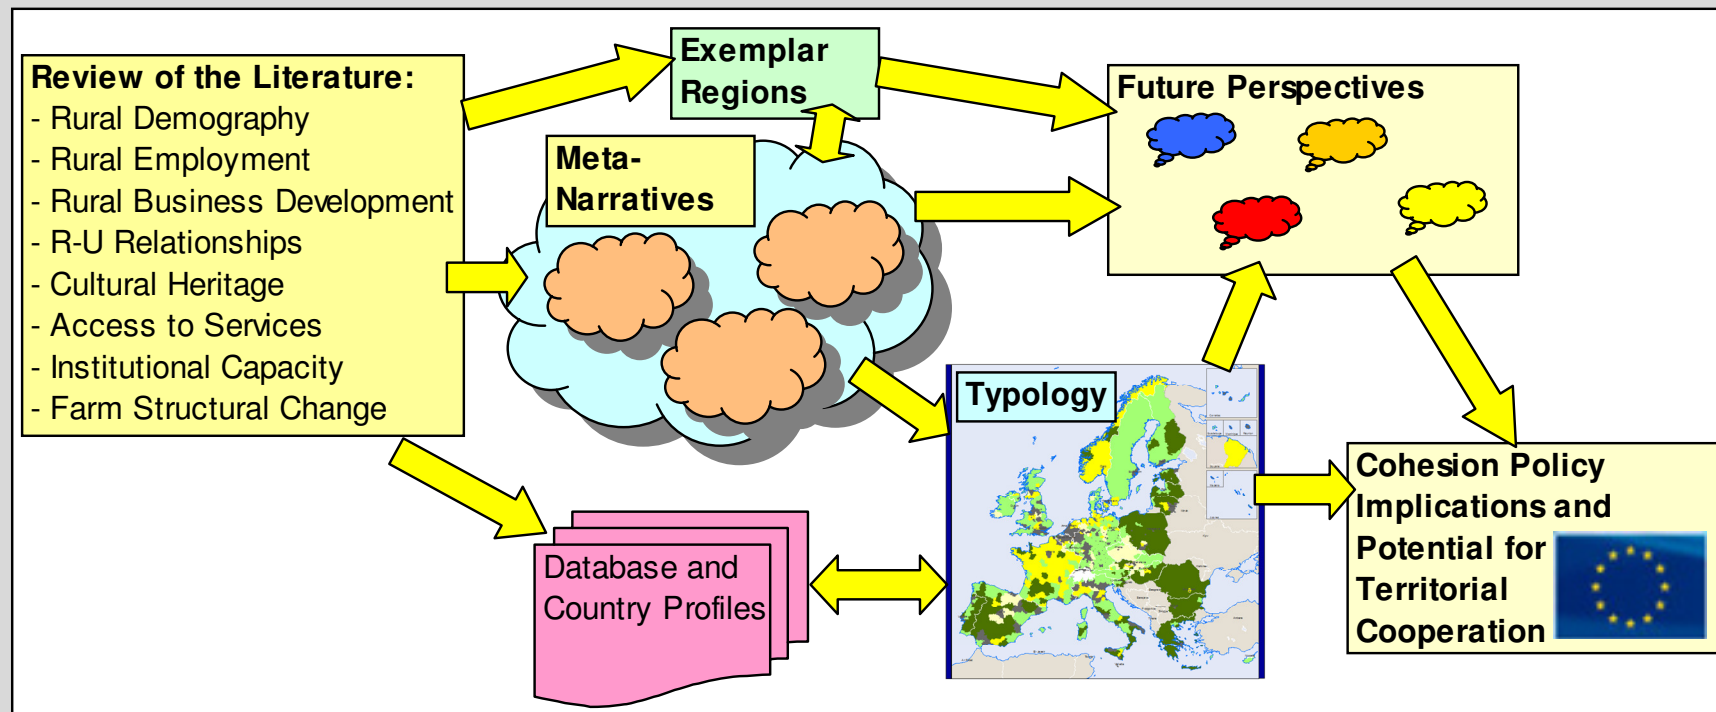 Review of the Literature:
- Rural Demography
- Rural Employment
- Rural Business Development
- R-U Relationships
- Cultural Heritage
- Access to Services
- Institutional Capacity
- Farm Structural Change
Exemplar
Regions
Meta-
Narratives
Future Perspectives
Typology
Database and
Country Profiles
Cohesion Policy
Implications and
Potential for
Territorial
Cooperation